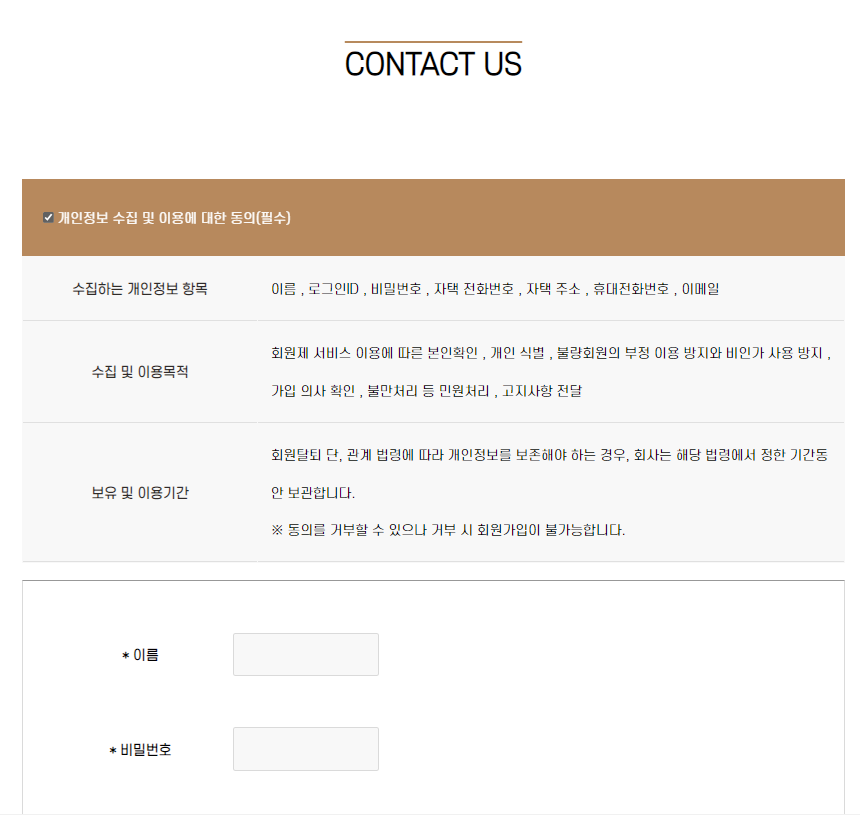 CONTACT US
개인정보 수집 및 이용에 대한 동의(필수)
수집하는 개인정보 항목
이름 , 로그인ID , 비밀번호 , 자택 전화번호 , 자택 주소 , 휴대전화번호 , 이메일
수집 및 이용목적
회원제 서비스 이용에 따른 본인확인 , 개인 식별 , 불량회원의 부정 이용 방지와 비인가 사용 방지 ,
가입 의사 확인 , 불만처리 등 민원처리 , 고지사항 전달
보유 및 이용기간
회원탈퇴 단, 관계 법령에 따라 개인정보를 보존해야 하는 경우, 회사는 해당 법령에서 정한 기간동
안 보관합니다.
※ 동의를 거부할 수 있으나 거부 시 회원가입이 불가능합니다.
* 이름
* 비밀번호